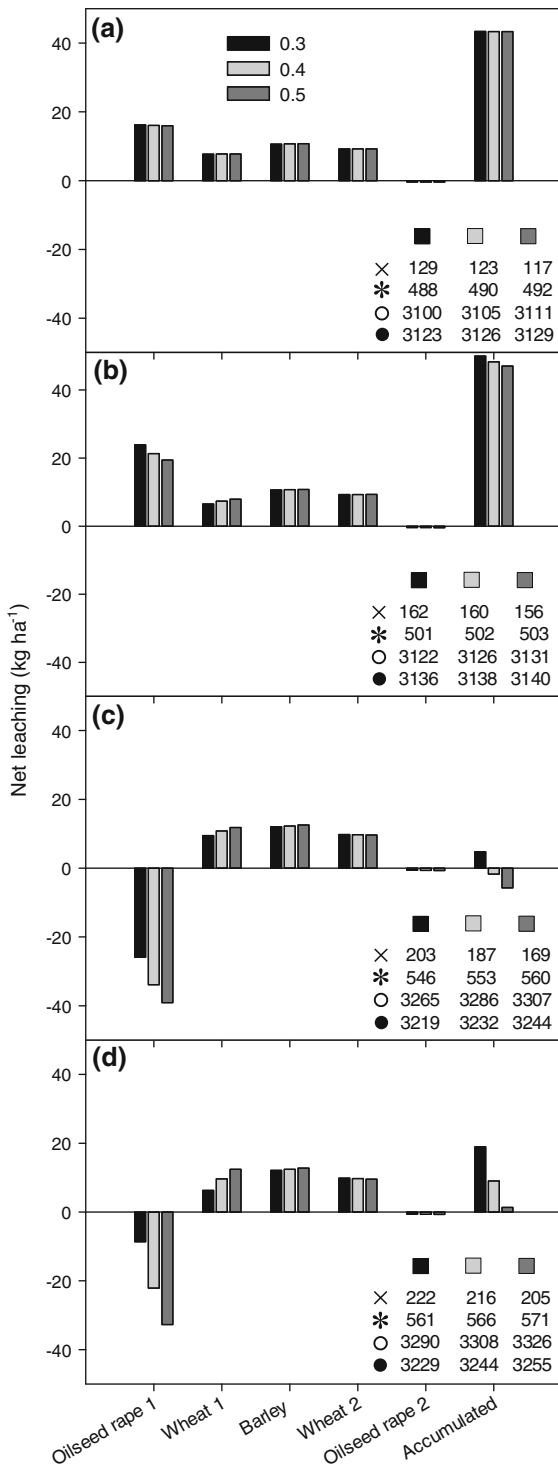 Net leaching (kg ha-1)
(a)
0.3
0.4
0.5
40
20
0
-20
-40
× 129 123 117
* 488 490 492
○ 3100 3105 3111
● 3123 3126 3129
(b)
40
20
0
-20
-40
× 162 160 156
* 501 502 503
○ 3122 3126 3131
● 3136 3138 3140
(c)
40
20
0
-20
-40
× 203 187 169
* 546 553 560
○ 3265 3286 3307
● 3219 3232 3244
(d)
40
20
0
-20
-40
× 222 216 205
* 561 566 571
○ 3290 3308 3326
● 3229 3244 3255
Oilseed rape 1
Wheat 1
Barley
Wheat 2
Oilseed rape 2
Accumulated